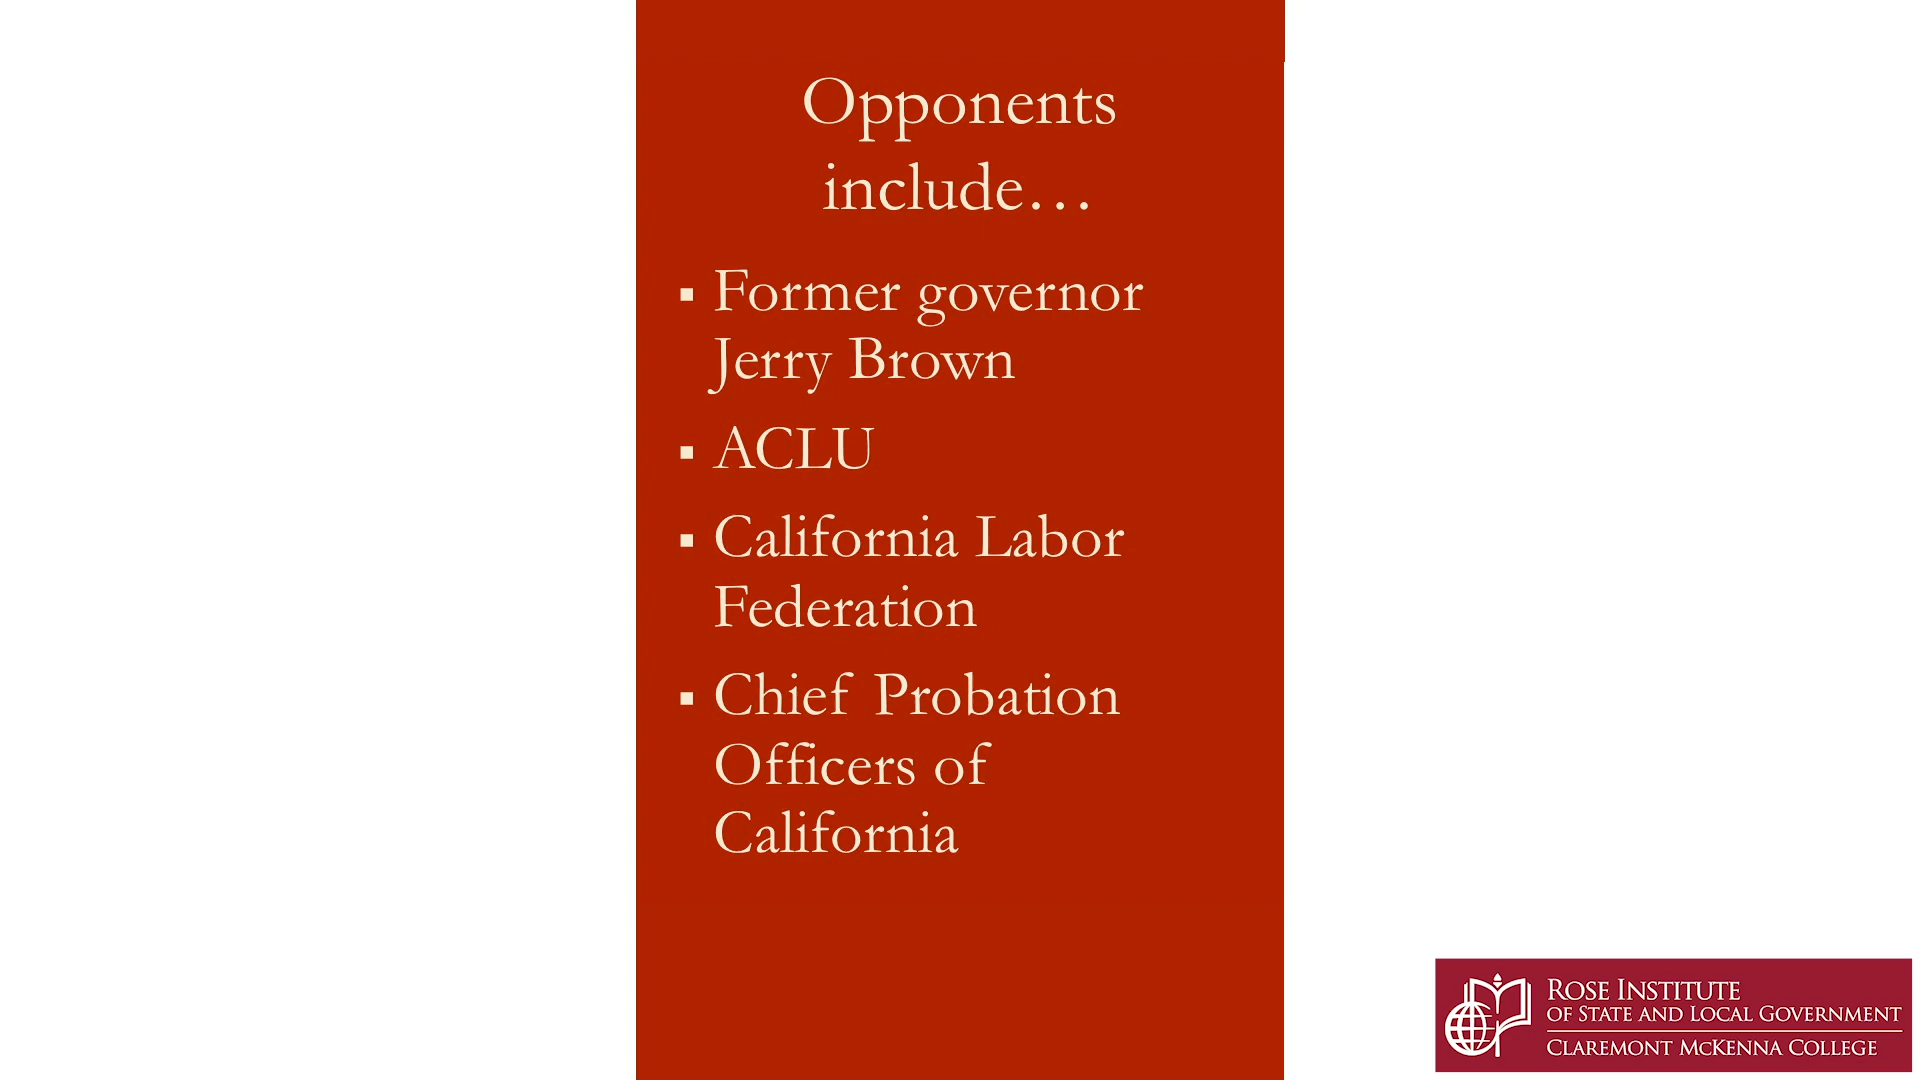 Opponents
include…
▪ Former governor
Jerry Brown
▪ ACLU
▪ California Labor
Federation
▪ Chief Probation
Officers of
California
ROSE INSTITUTE
OF STATE AND LOCAL GOVERNMENT
CLAREMONT MCKENNA COLLEGE